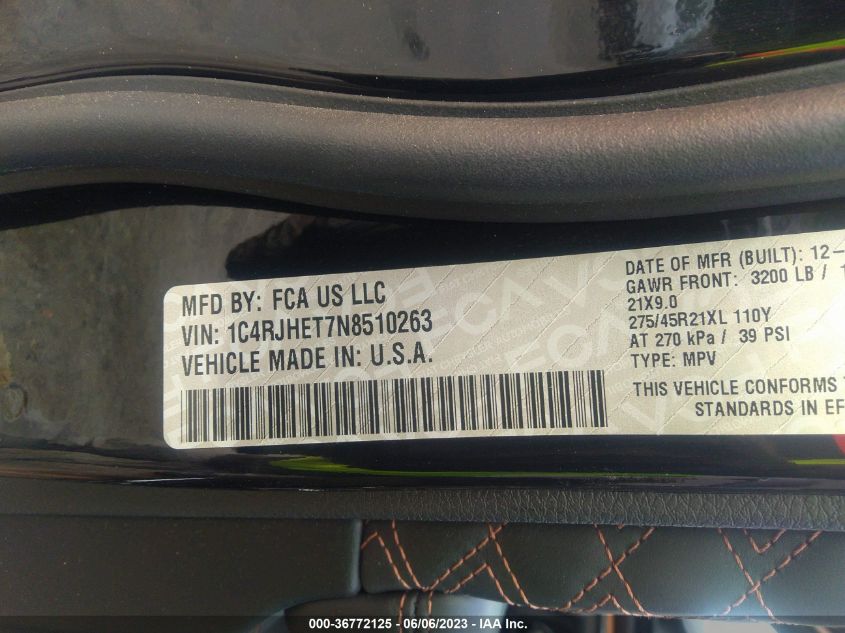 MFD BY: FCA US LLC
VIN: 1C4RJHET7N8510263
VEHICLE MADE IN: U.S.A.
DATE OF MFR (BUILT): 12-
GAWR FRONT: 3200 LB /
21X9.0
275/45R21XL 110Y
AT 270 kPa / 39 PSI
TYPE: MPV
THIS VEHICLE CONFORMS
STANDARDS IN
000-36772125 - 06/06/2023 - © IAA Inc.